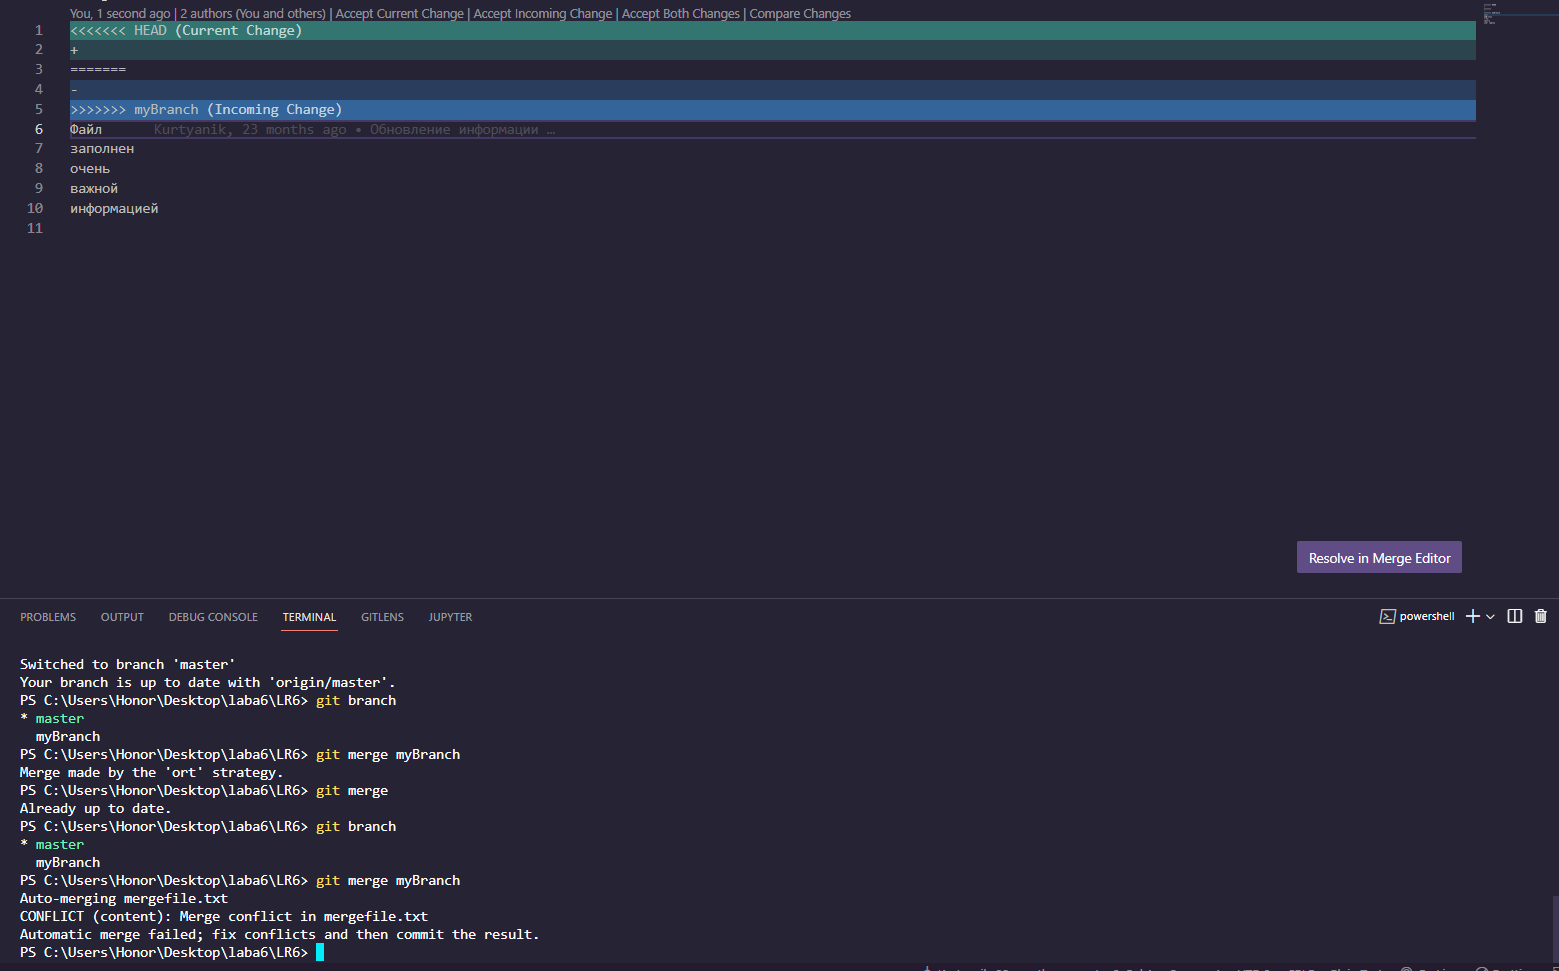 You, 1 second ago | 2 authors (You and others) | Accept Current Change | Accept Incoming Change | Accept Both Changes | Compare Changes
1 <<<<<<< HEAD (Current Change)
2 +
3 =======
4 -
5 >>>>>>> myBranch (Incoming Change)
6 Файл Kurtyanik, 23 months ago • Обновление информации …
7 заполнен
8 очень
9 важной
10 информацией
11
Resolve in Merge Editor
PROBLEMS OUTPUT DEBUG CONSOLE TERMINAL GITLENS JUPYTER powershell
Switched to branch 'master'
Your branch is up to date with 'origin/master'.
PS C:\Users\Honor\Desktop\laba6\LR6> git branch
* master
myBranch
PS C:\Users\Honor\Desktop\laba6\LR6> git merge myBranch
Merge made by the 'ort' strategy.
PS C:\Users\Honor\Desktop\laba6\LR6> git merge
Already up to date.
PS C:\Users\Honor\Desktop\laba6\LR6> git branch
* master
myBranch
PS C:\Users\Honor\Desktop\laba6\LR6> git merge myBranch
Auto-merging mergefile.txt
CONFLICT (content): Merge conflict in mergefile.txt
Automatic merge failed; fix conflicts and then commit the result.
PS C:\Users\Honor\Desktop\laba6\LR6>